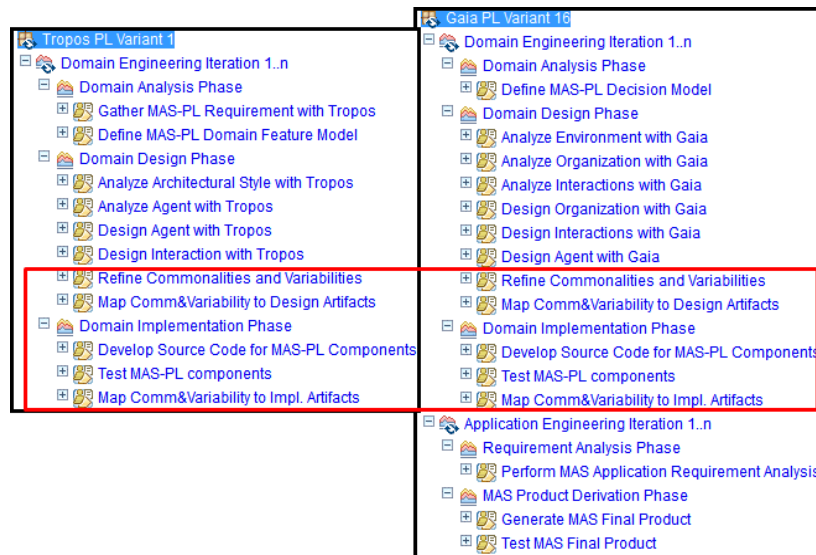 Tropos PL Variant 1
Domain Engineering Iteration 1..n
Domain Analysis Phase
Gather MAS-PL Requirement with Tropos
Define MAS-PL Domain Feature Model
Domain Design Phase
Analyze Architectural Style with Tropos
Analyze Agent with Tropos
Design Agent with Tropos
Design Interaction with Tropos
Refine Commonalities and Variabilities
Map Comm&Variability to Design Artifacts
Domain Implementation Phase
Develop Source Code for MAS-PL Components
Test MAS-PL components
Map Comm&Variability to Impl. Artifacts
Gaia PL Variant 16
Domain Engineering Iteration 1..n
Domain Analysis Phase
Define MAS-PL Decision Model
Domain Design Phase
Analyze Environment with Gaia
Analyze Organization with Gaia
Analyze Interactions with Gaia
Design Organization with Gaia
Design Interactions with Gaia
Design Agent with Gaia
Refine Commonalities and Variabilities
Map Comm&Variability to Design Artifacts
Domain Implementation Phase
Develop Source Code for MAS-PL Components
Test MAS-PL components
Map Comm&Variability to Impl. Artifacts
Application Engineering Iteration 1..n
Requirement Analysis Phase
Perform MAS Application Requirement Analysis
MAS Product Derivation Phase
Generate MAS Final Product
Test MAS Final Product